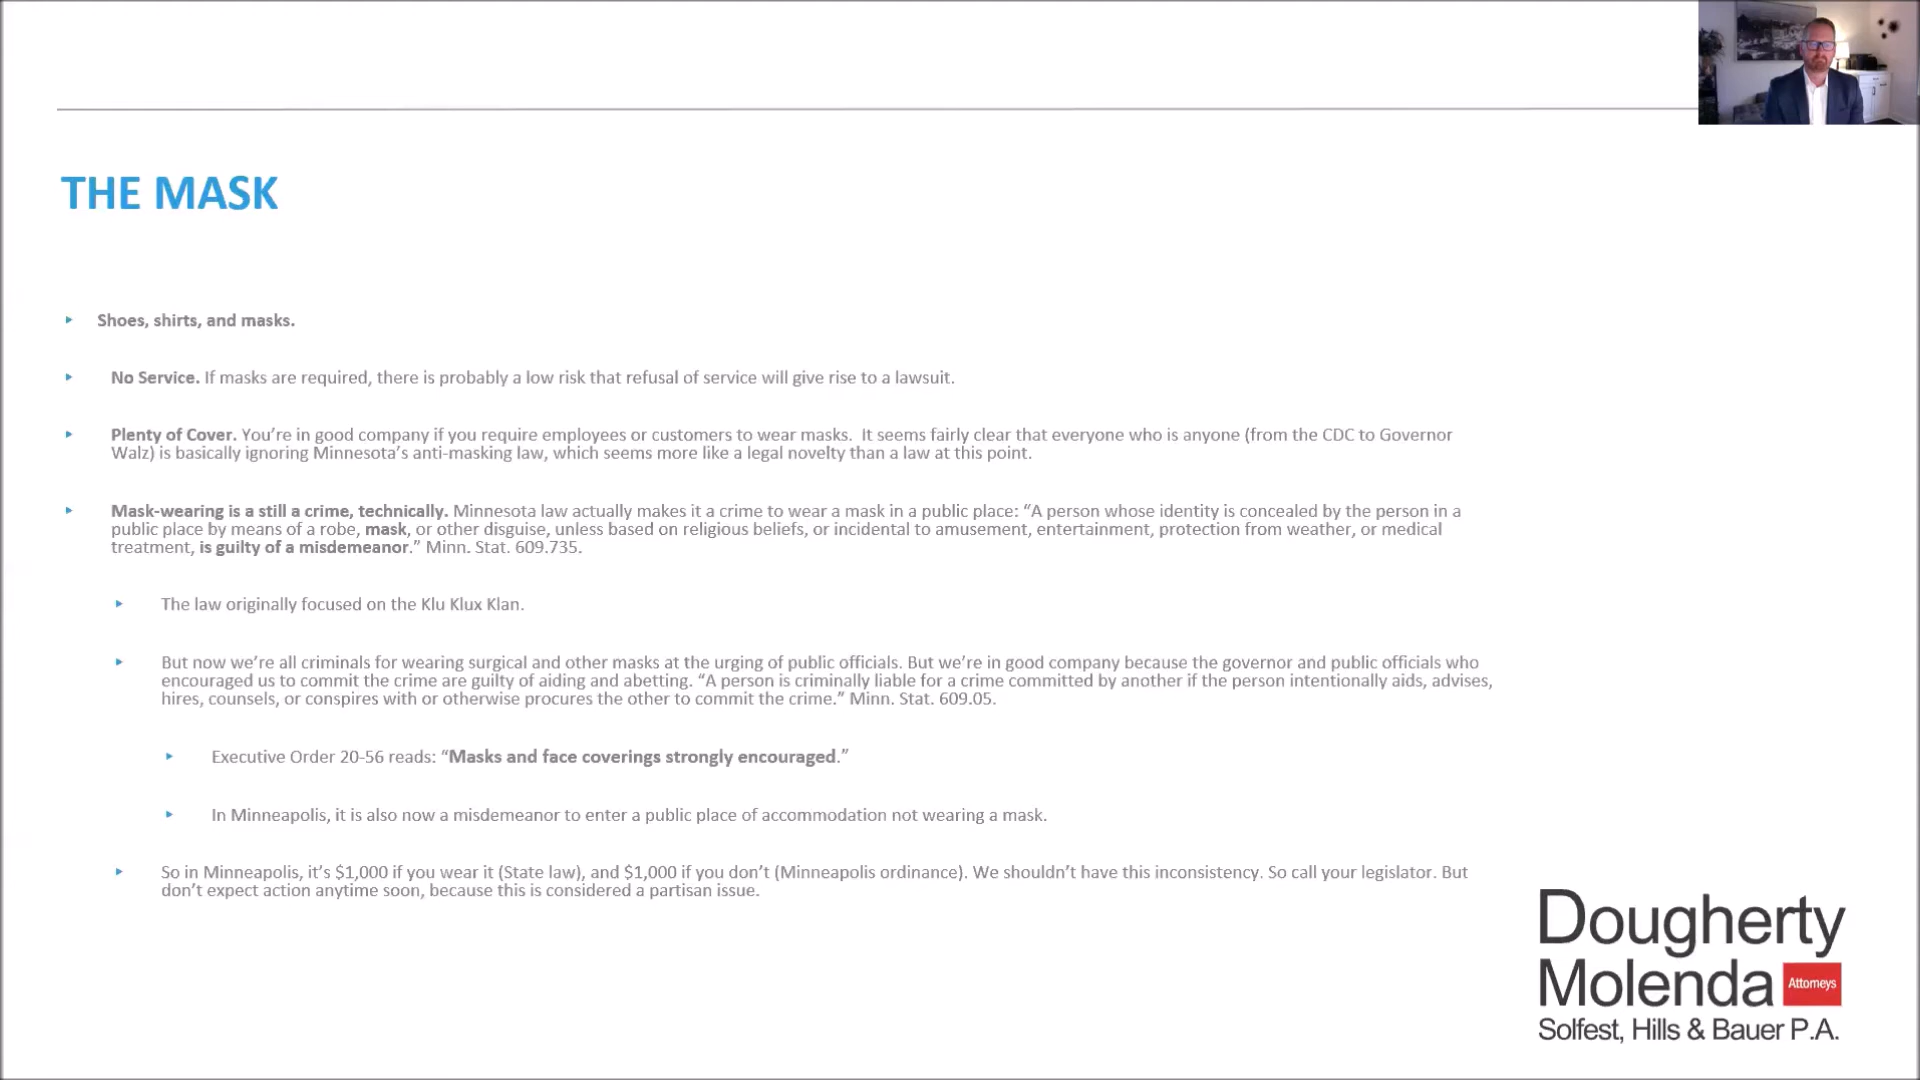 THE MASK
Shoes, shirts, and masks.
No Service. If masks are required, there is probably a low risk that refusal of service will give rise to a lawsuit.
Plenty of Cover. You’re in good company if you require employees or customers to wear masks.  It seems fairly clear that everyone who is anyone (from the CDC to Governor
Walz) is basically ignoring Minnesota’s anti-masking law, which seems more like a legal novelty than a law at this point.
Mask-wearing is a still a crime, technically. Minnesota law actually makes it a crime to wear a mask in a public place: “A person whose identity is concealed by the person in a
public place by means of a robe, mask, or other disguise, unless based on religious beliefs, or incidental to amusement, entertainment, protection from weather, or medical
treatment, is guilty of a misdemeanor.” Minn. Stat. 609.735.
The law originally focused on the Klu Klux Klan.
But now we’re all criminals for wearing surgical and other masks at the urging of public officials. But we’re in good company because the governor and public officials who
encouraged us to commit the crime are guilty of aiding and abetting. “A person is criminally liable for a crime committed by another if the person intentionally aids, advises,
hires, counsels, or conspires with or otherwise procures the other to commit the crime.” Minn. Stat. 609.05.
Executive Order 20-56 reads: “Masks and face coverings strongly encouraged.”
In Minneapolis, it is also now a misdemeanor to enter a public place of accommodation not wearing a mask.
So in Minneapolis, it’s $1,000 if you wear it (State law), and $1,000 if you don’t (Minneapolis ordinance). We shouldn’t have this inconsistency. So call your legislator. But
don’t expect action anytime soon, because this is considered a partisan issue.
Dougherty
Molenda Attorneys
Solfest, Hills & Bauer P.A.